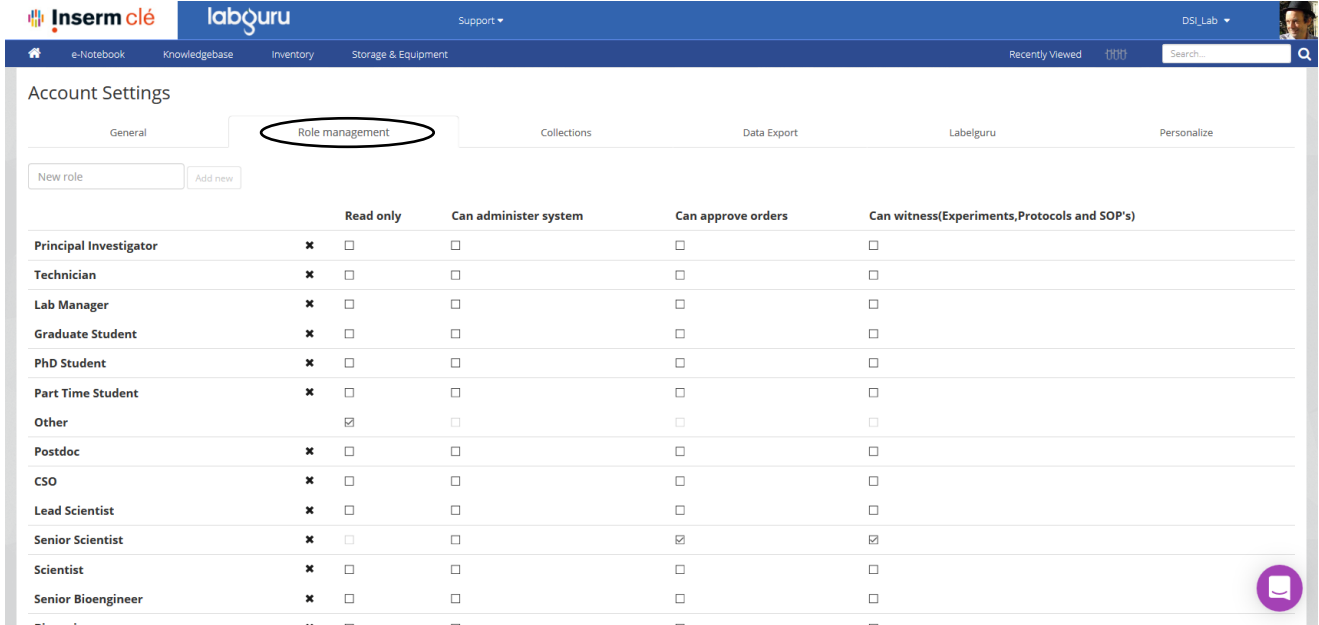 Inserm clé labguru Support DSI_Lab
e-Notebook Knowledgebase Inventory Storage & Equipment Recently Viewed Search...
Account Settings
General Role management Collections Data Export Labelguru Personalize
New role Add new
Read only Can administer system Can approve orders Can witness(Experiments,Protocols and SOP's)
Principal Investigator
Technician
Lab Manager
Graduate Student
PhD Student
Part Time Student
Other
Postdoc
CSO
Lead Scientist
Senior Scientist
Scientist
Senior Bioengineer